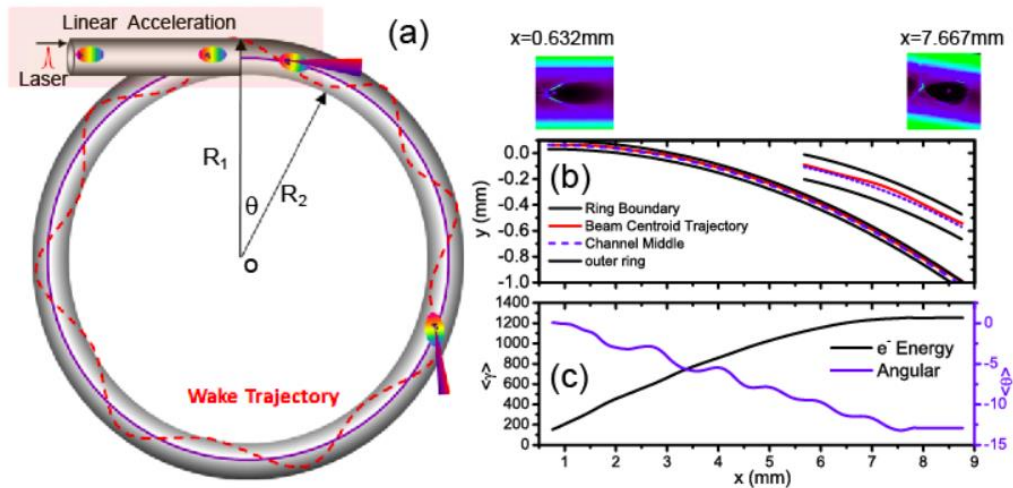 Linear Acceleration
(a)
Laser
R1
θ
R2
O
Wake Trajectory
x=0.632mm
x=7.667mm
(b)
0.0
-0.2
-0.4
-0.6
-0.8
-1.0
y (mm)
Ring Boundary
Beam Centroid Trajectory
Channel Middle
outer ring
(c)
1400
1200
1000
800
600
400
200
0
<γ>
e- Energy
Angular
0
-5
-10
-15
<θ>
1 2 3 4 5 6 7 8 9
x (mm)